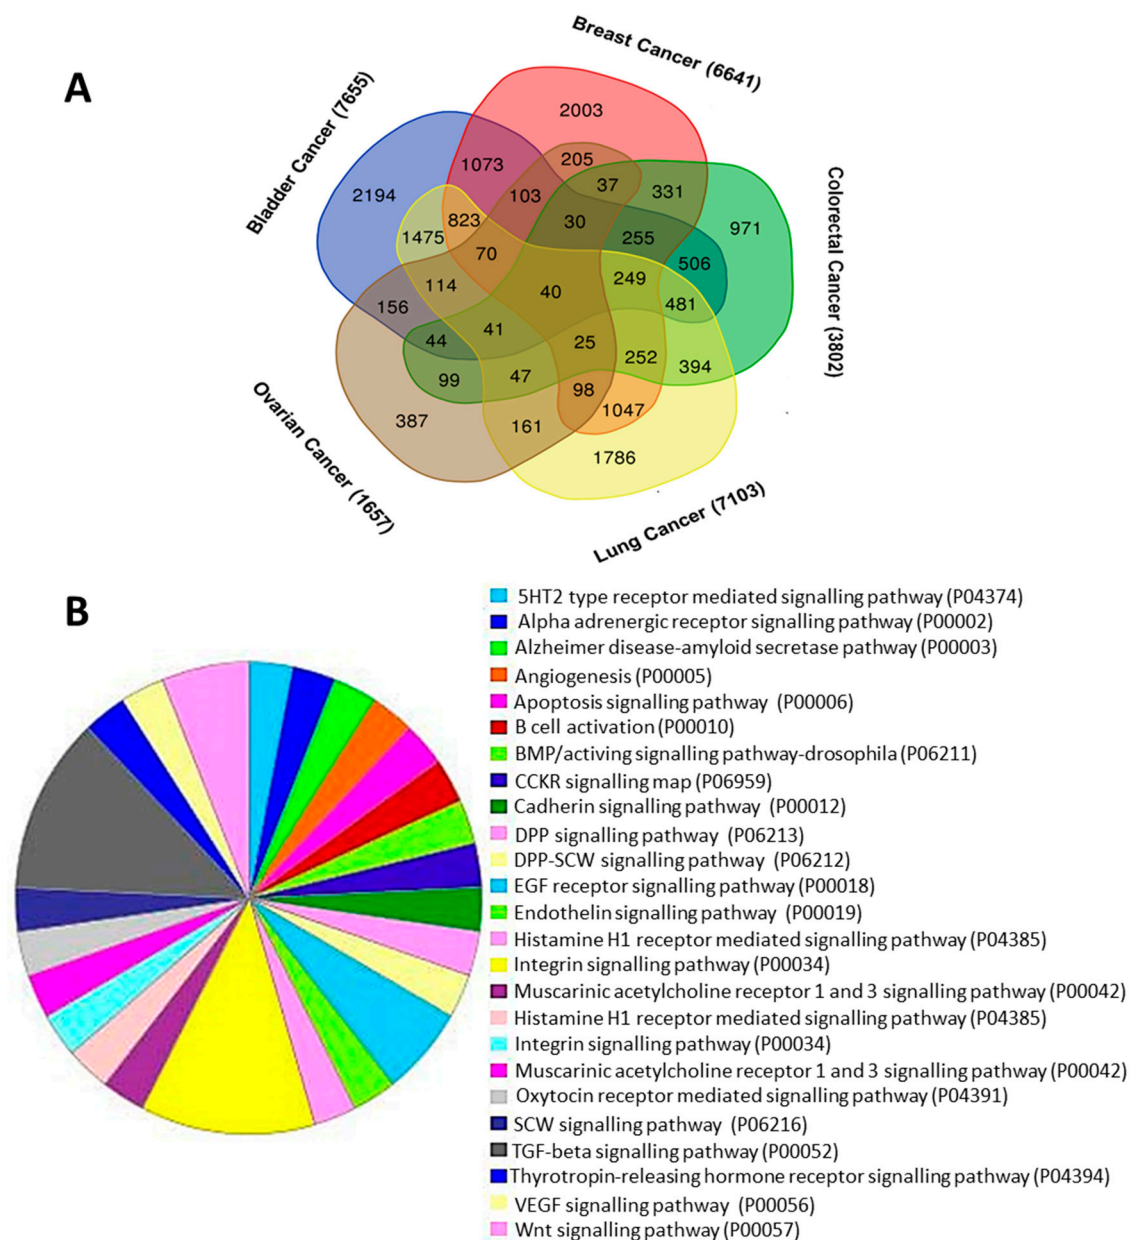 A
Breast Cancer (6641)
Bladder Cancer (7655)
Colorectal Cancer (3802)
Ovarian Cancer (1657)
Lung Cancer (7103)
2003
1073
205
2194
103
37
331
823
30
971
1475
70
255
506
249
114
40
481
156
41
44
25
252
394
99
47
98
387
161
1047
1786
B
5HT2 type receptor mediated signalling pathway (P04374)
Alpha adrenergic receptor signalling pathway (P00002)
Alzheimer disease-amyloid secretase pathway (P00003)
Angiogenesis (P00005)
Apoptosis signalling pathway (P00006)
B cell activation (P00010)
BMP/activing signalling pathway-drosophila (P06211)
CCKR signalling map (P06959)
Cadherin signalling pathway (P00012)
DPP signalling pathway (P06213)
DPP-SCW signalling pathway (P06212)
EGF receptor signalling pathway (P00018)
Endothelin signalling pathway (P00019)
Histamine H1 receptor mediated signalling pathway (P04385)
Integrin signalling pathway (P00034)
Muscarinic acetylcholine receptor 1 and 3 signalling pathway (P00042)
Histamine H1 receptor mediated signalling pathway (P04385)
Integrin signalling pathway (P00034)
Muscarinic acetylcholine receptor 1 and 3 signalling pathway (P00042)
Oxytocin receptor mediated signalling pathway (P04391)
SCW signalling pathway (P06216)
TGF-beta signalling pathway (P00052)
Thyrotropin-releasing hormone receptor signalling pathway (P04394)
VEGF signalling pathway (P00056)
Wnt signalling pathway (P00057)